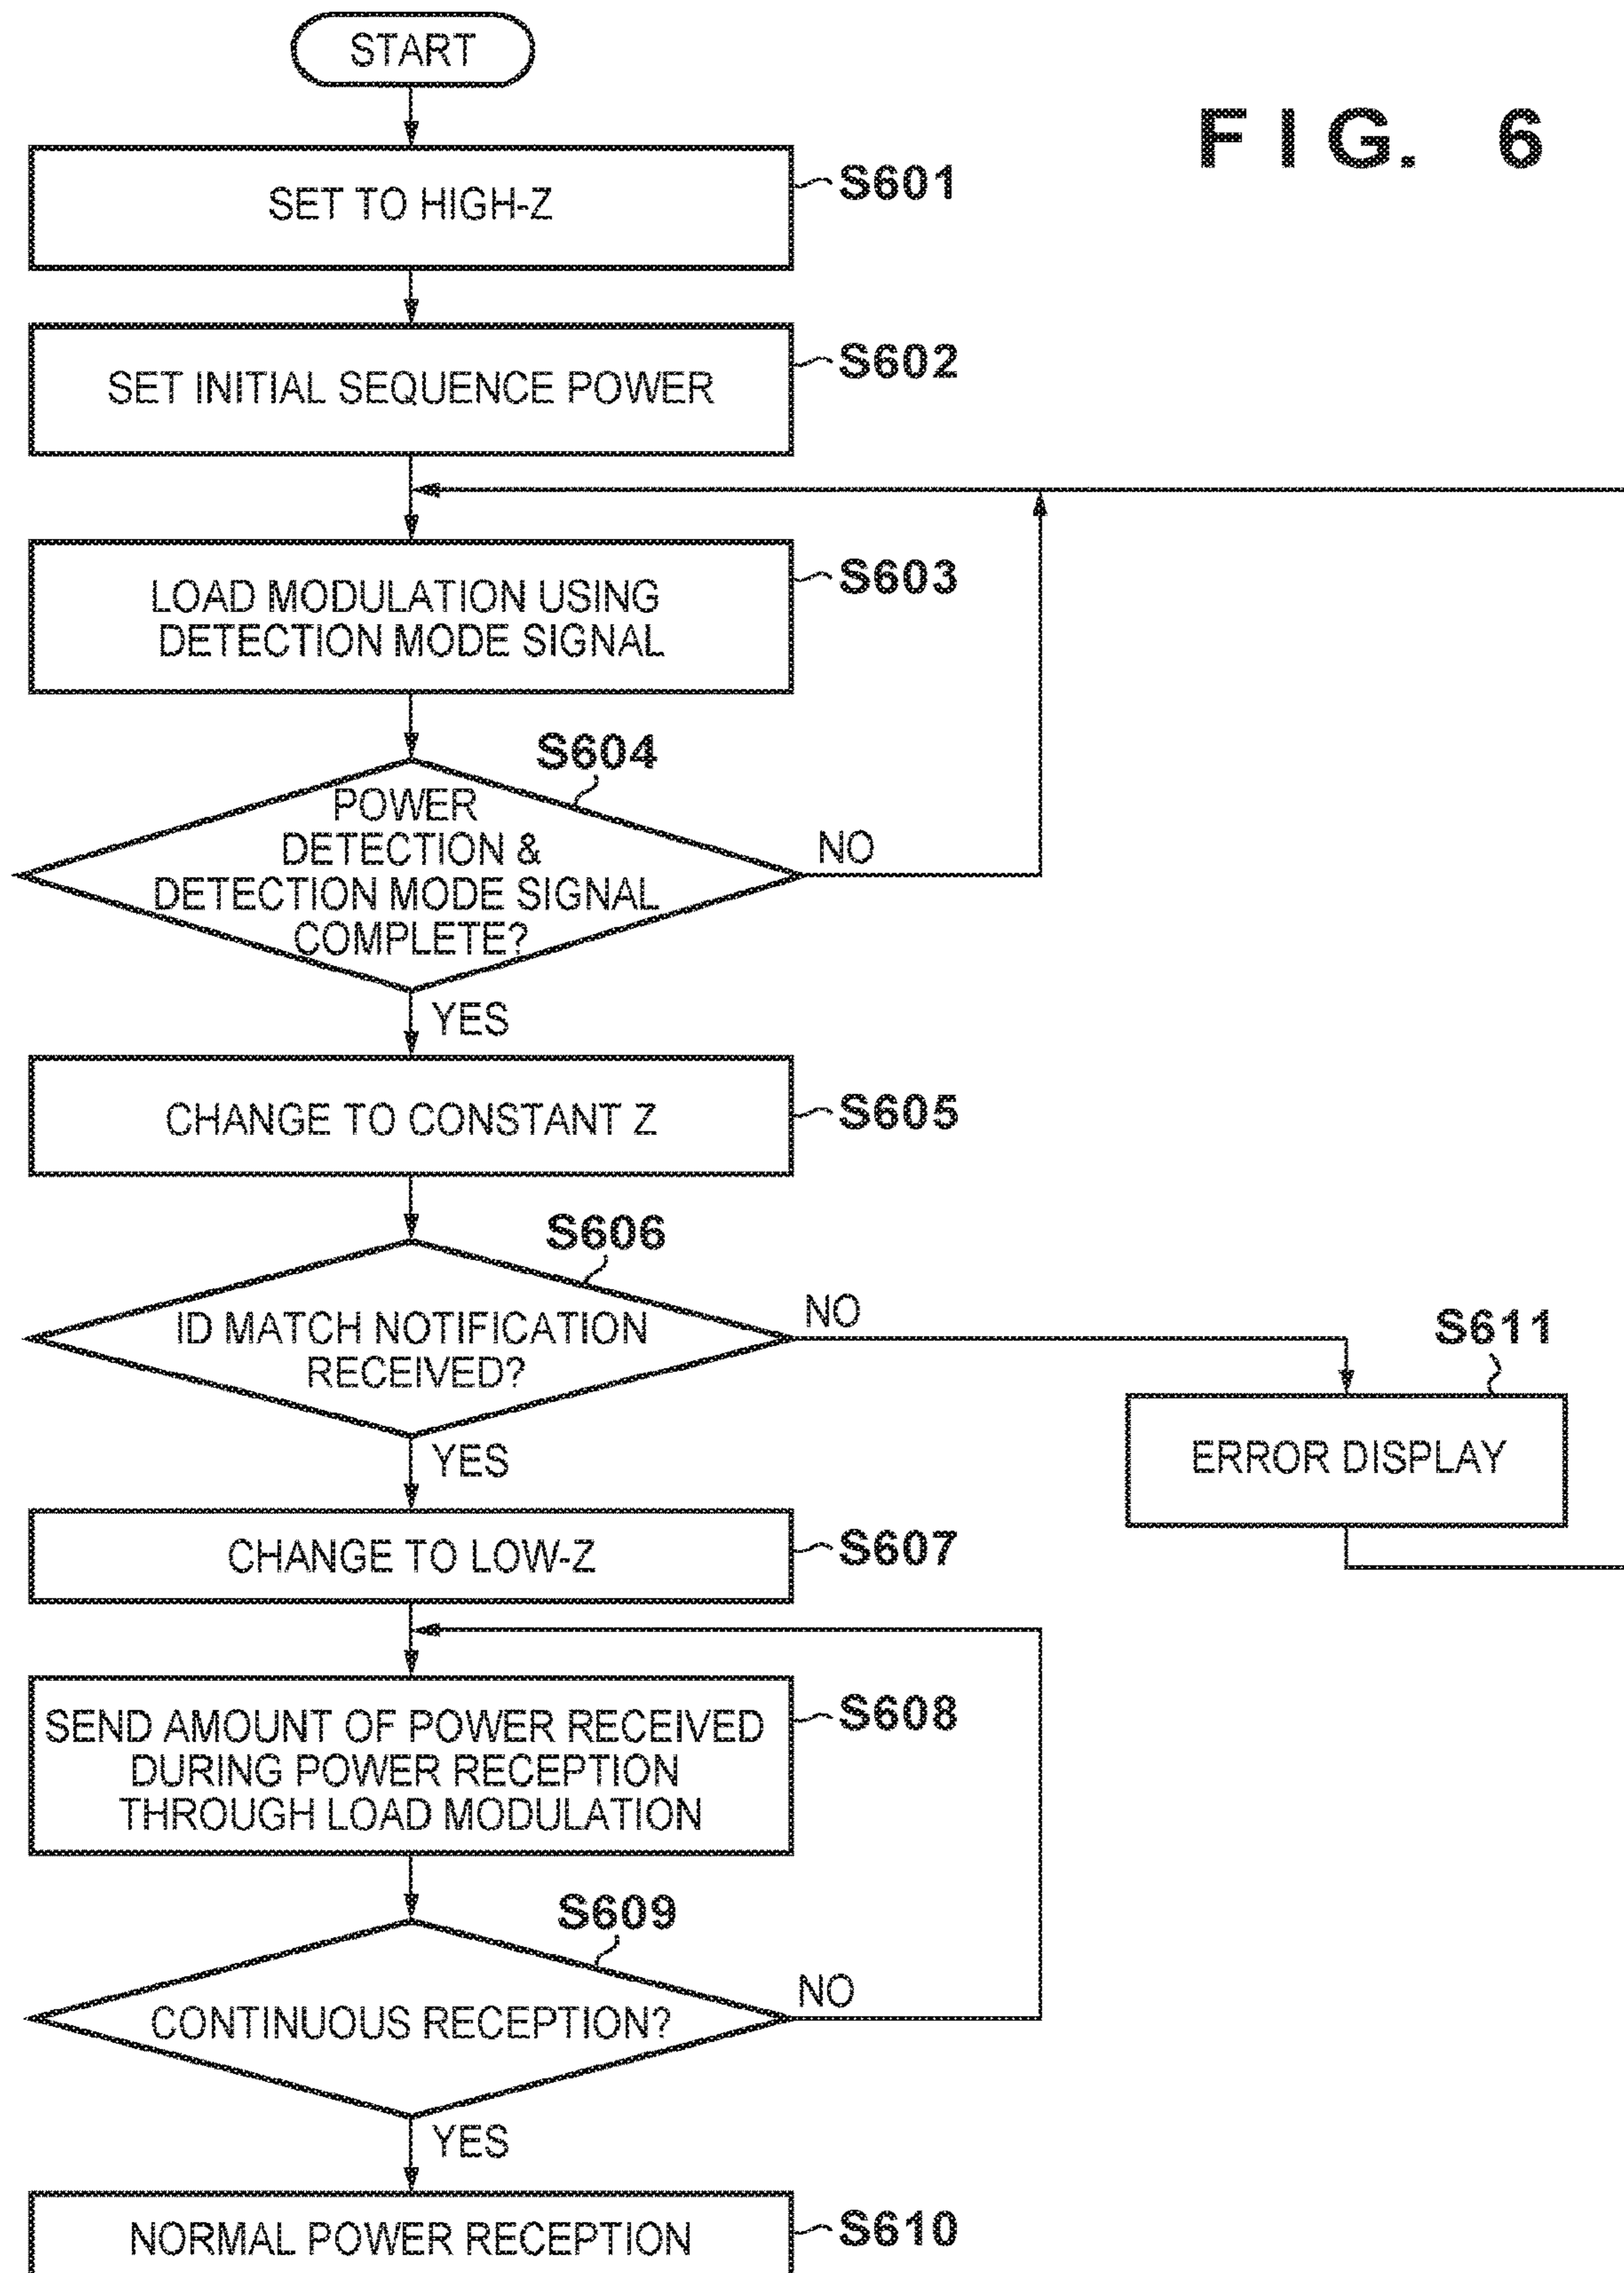 START
FIG. 6
SET TO HIGH-Z
S601
SET INITIAL SEQUENCE POWER
S602
LOAD MODULATION USING
DETECTION MODE SIGNAL
S603
S604
POWER
DETECTION &
DETECTION MODE SIGNAL
COMPLETE?
NO
YES
CHANGE TO CONSTANT Z
S605
S606
ID MATCH NOTIFICATION
RECEIVED?
NO
YES
S611
ERROR DISPLAY
CHANGE TO LOW-Z
S607
SEND AMOUNT OF POWER RECEIVED
DURING POWER RECEPTION
THROUGH LOAD MODULATION
S608
S609
CONTINUOUS RECEPTION?
NO
YES
NORMAL POWER RECEPTION
S610